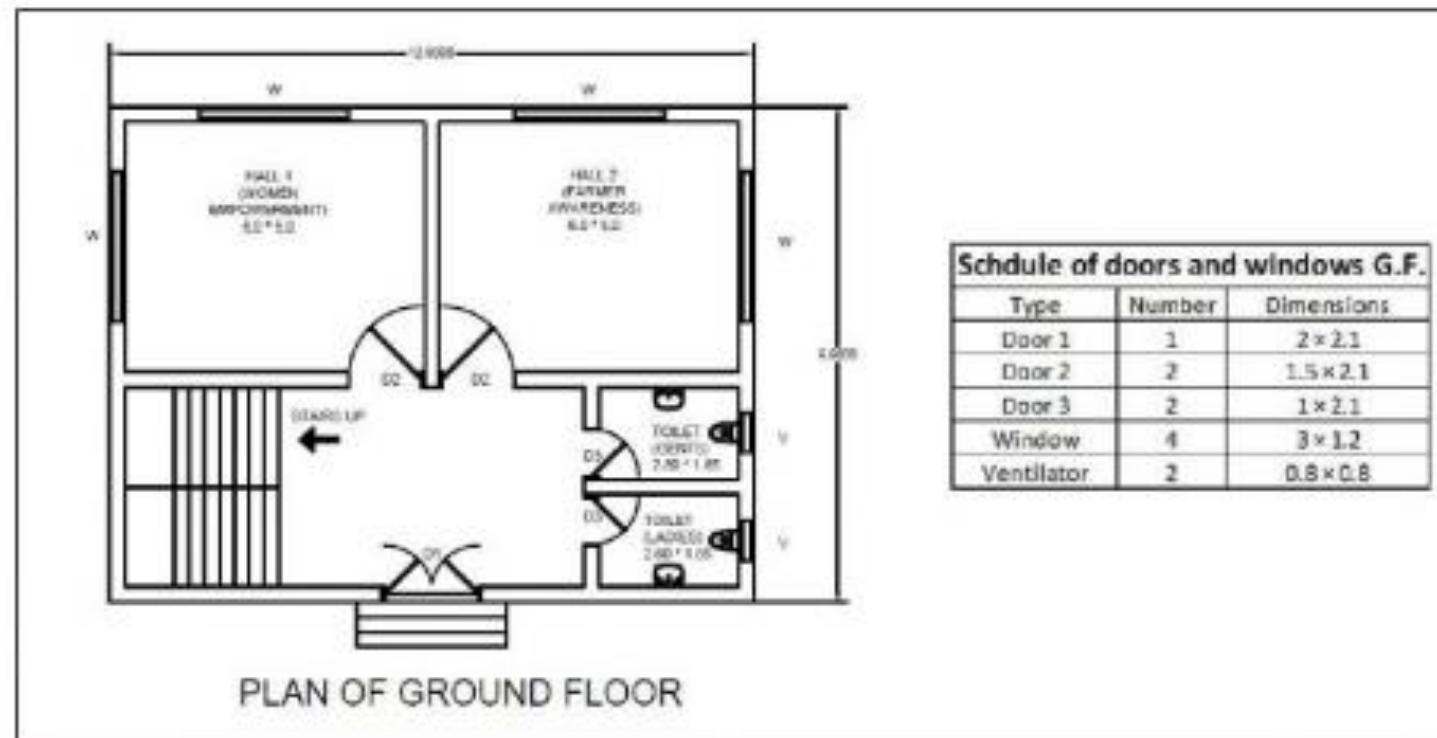 W
W
HALL 1
(WOMEN
EMPOWERMENT)
HALL 2
(FARMER
AWARENESS)
W
W
D2
D2
STAIRS UP
TOILET
(GENTS)
D3
V
D3
TOILET
(LADIES)
V
D1
PLAN OF GROUND FLOOR
Schdule of doors and windows G.F.
Type Number Dimensions
Door 1 1 2 × 2.1
Door 2 2 1.5 × 2.1
Door 3 2 1 × 2.1
Window 4 3 × 1.2
Ventilator 2 0.8 × 0.8